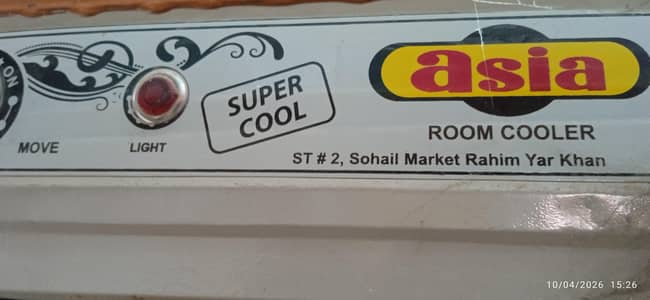 ON
MOVE
LIGHT
SUPER
COOL
asia
ROOM COOLER
ST # 2, Sohail Market Rahim Yar Khan
10/04/2026 15:26